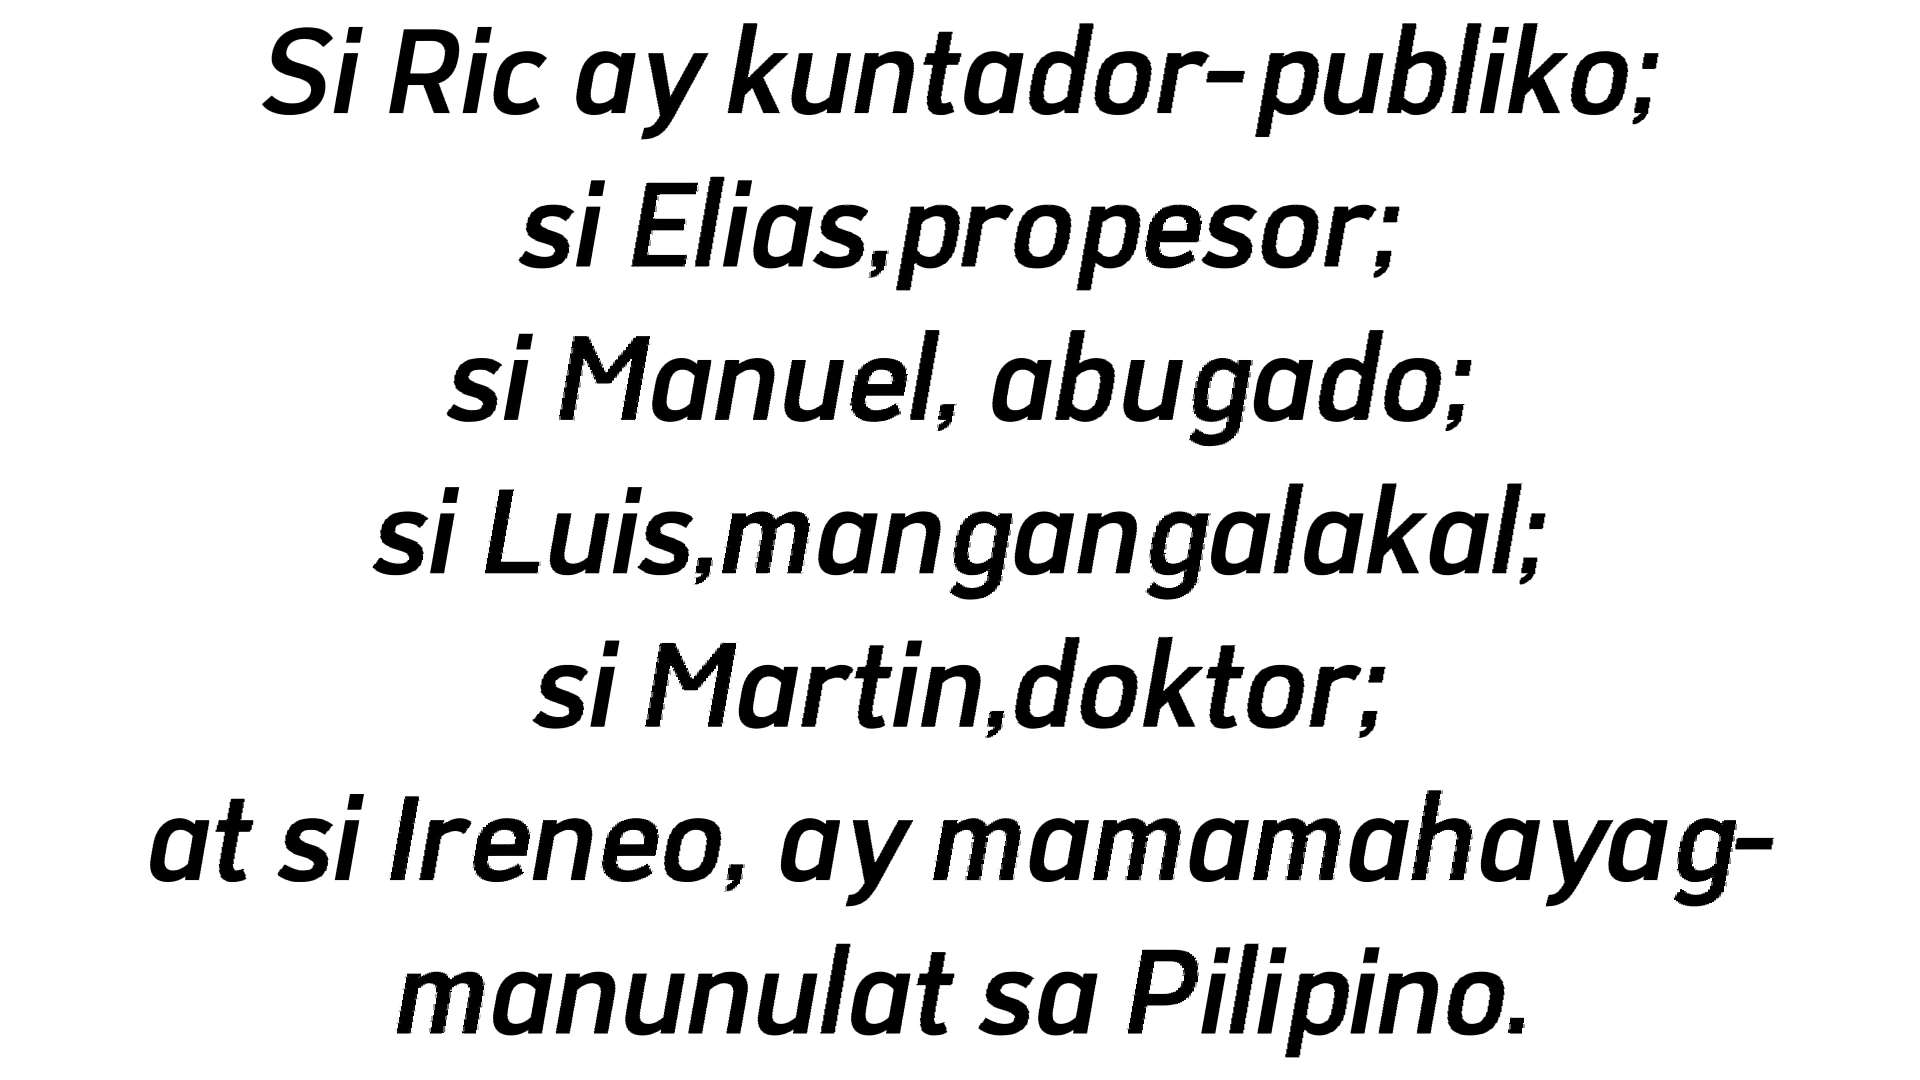 Si Ric ay kuntador-publiko;
si Elias,propesor;
si Manuel, abugado;
si Luis,mangangalakal;
si Martin,doktor;
at si Ireneo, ay mamamahayag-
manunulat sa Pilipino.